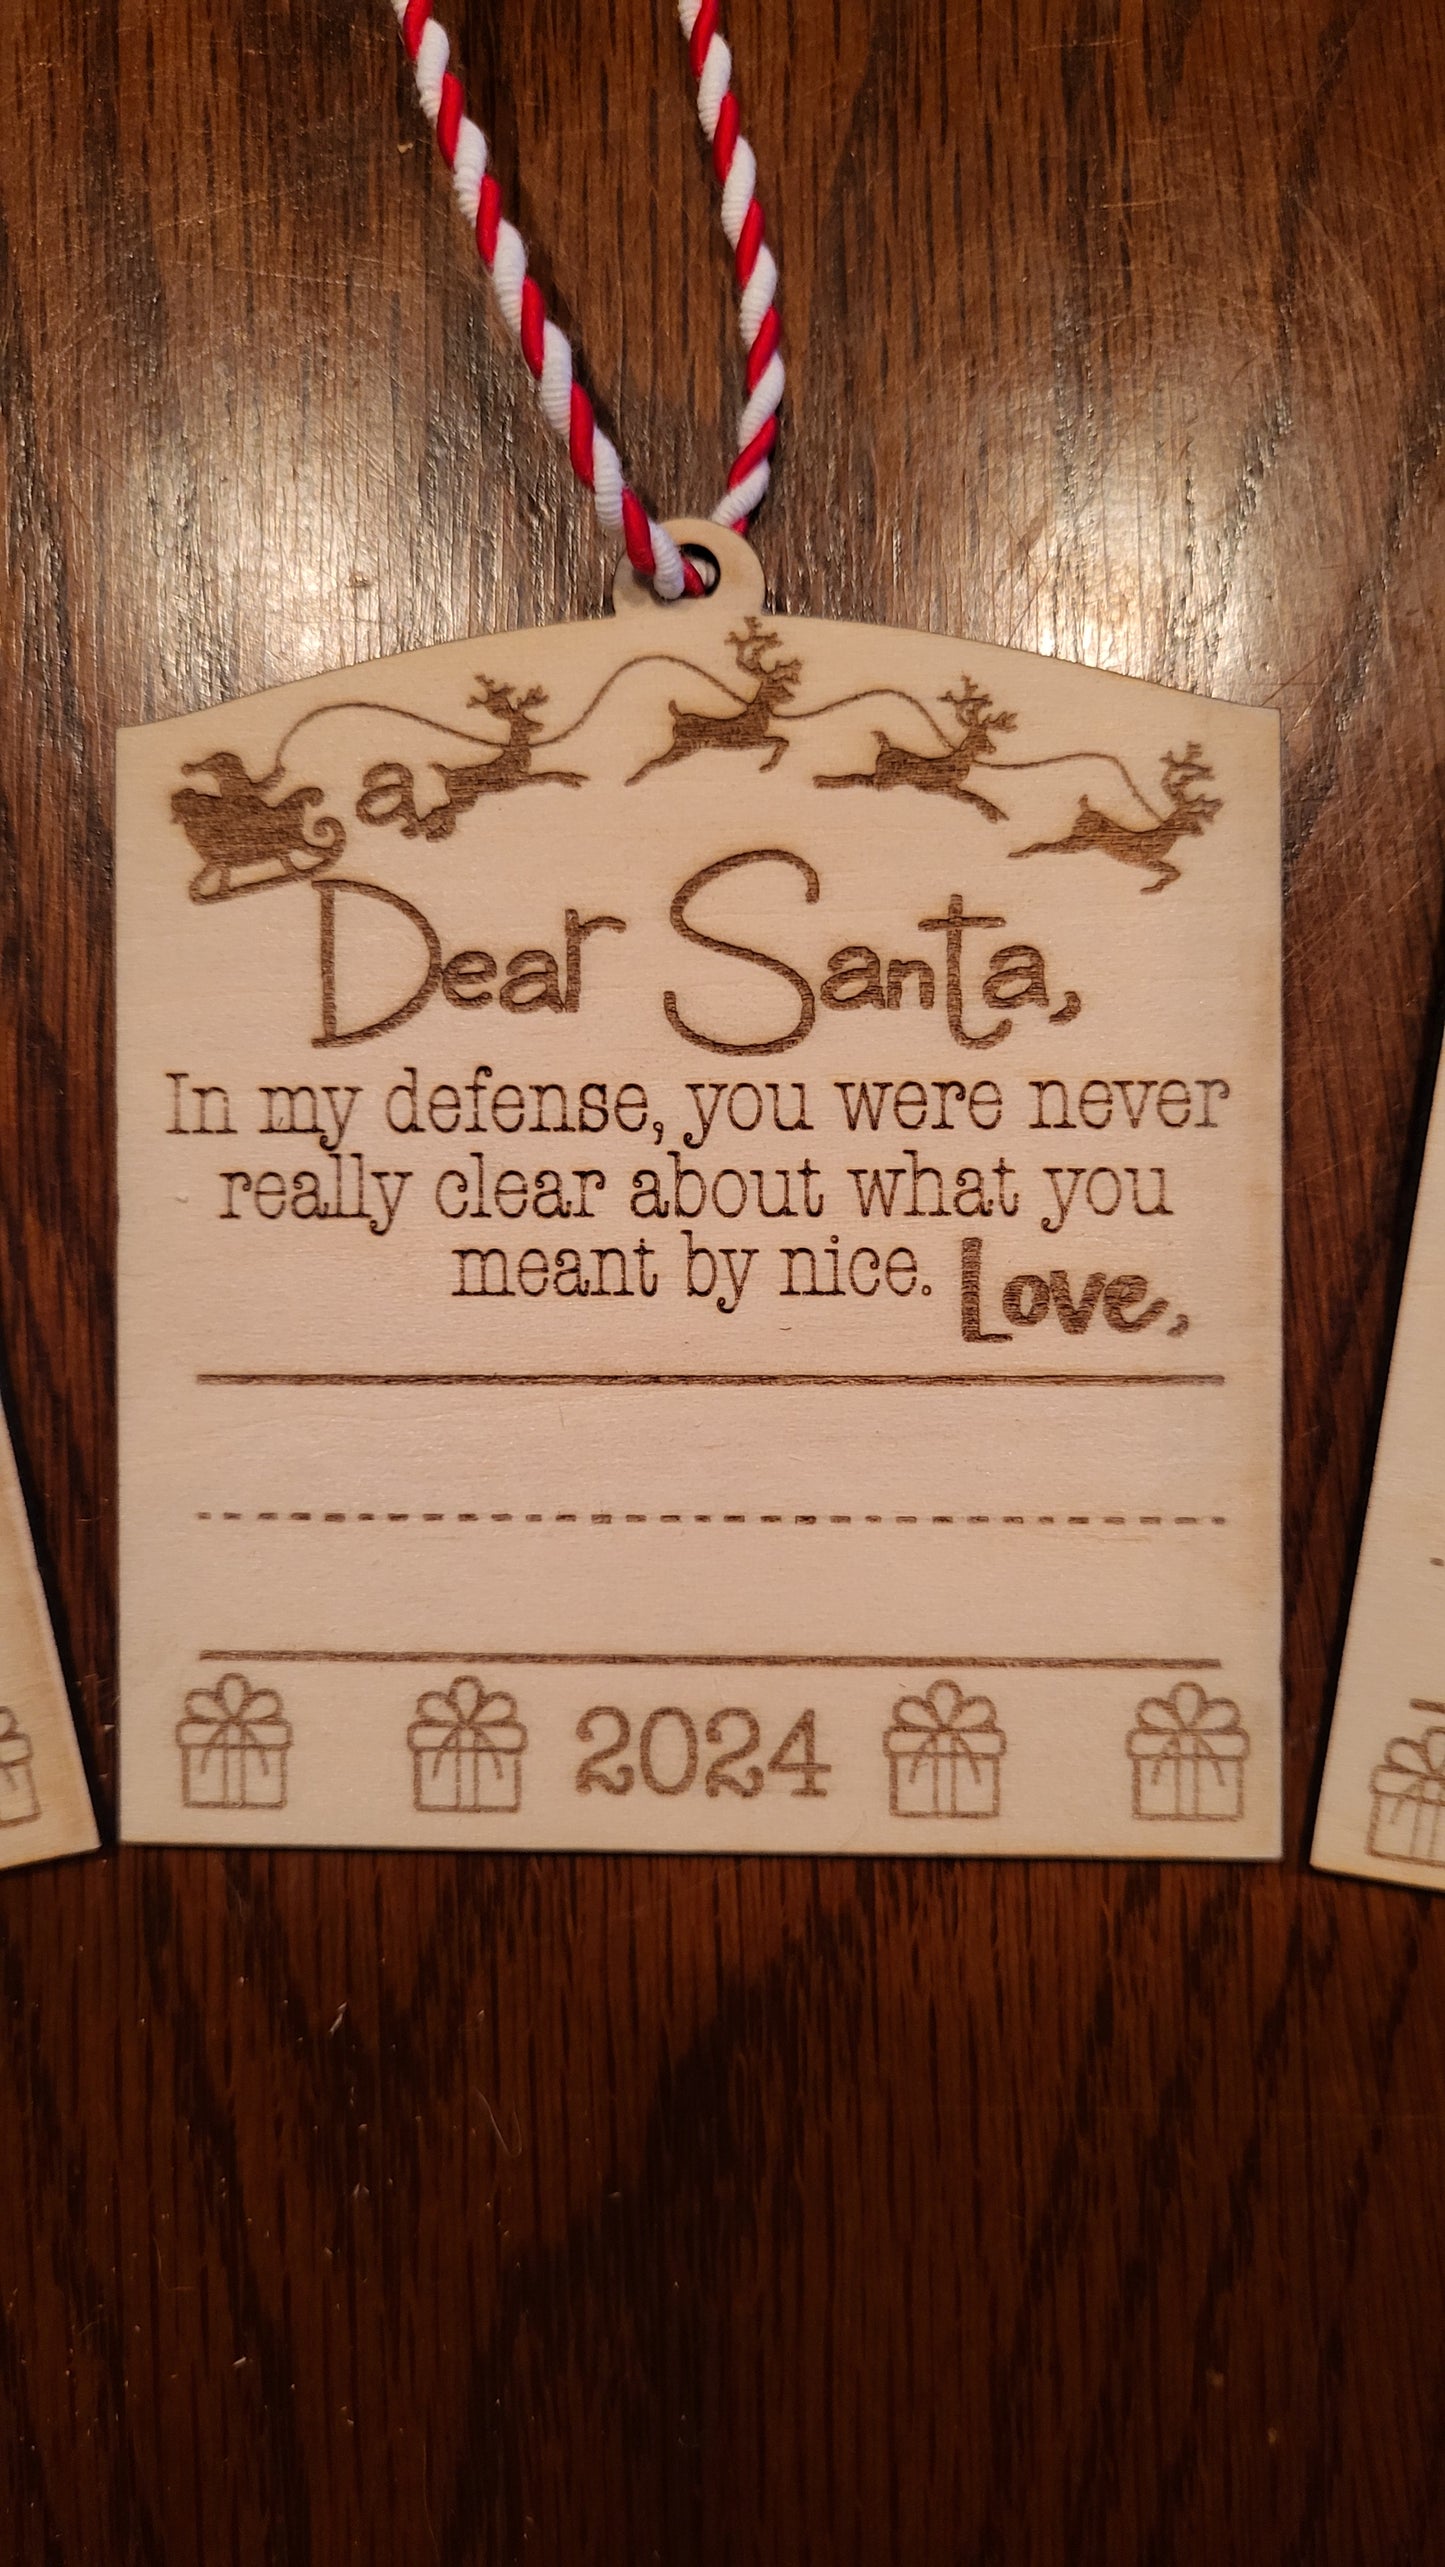 a
Dear Santa,
In my defense, you were never
really clear about what you
meant by nice. Love,
2024